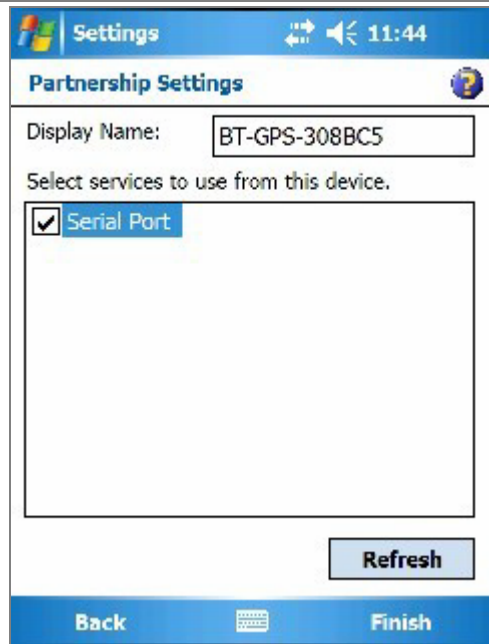 Settings 11:44
Partnership Settings
Display Name: BT-GPS-308BC5
Select services to use from this device.
Serial Port
Refresh
Back Finish